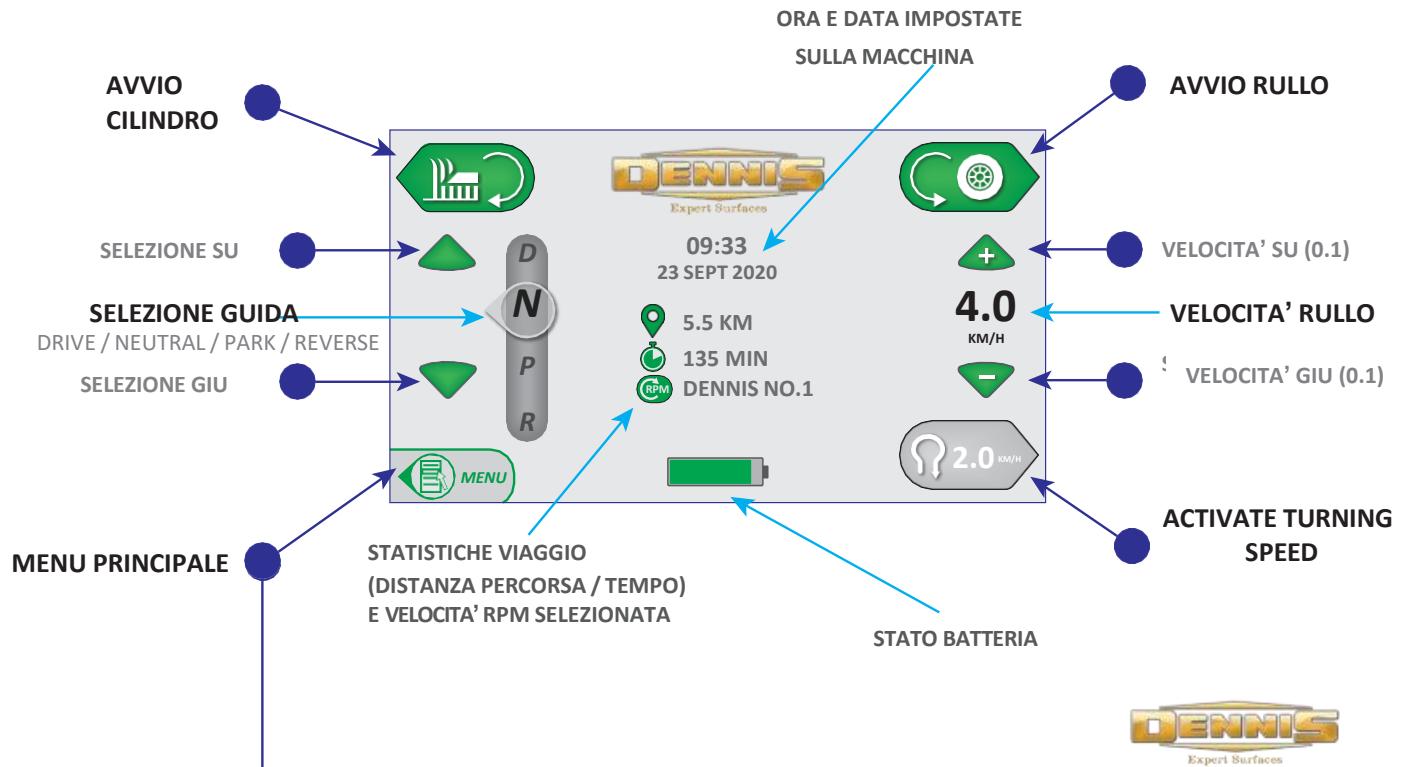 ORA E DATA IMPOSTATE
SULLA MACCHINA
AVVIO
CILINDRO
AVVIO RULLO
DENNIS
Expert Surfaces
SELEZIONE SU
D
09:33
23 SEPT 2020
+
VELOCITA' SU (0.1)
SELEZIONE GUIDA
DRIVE / NEUTRAL / PARK / REVERSE
N
5.5 KM
4.0
KM/H
VELOCITA' RULLO
SELEZIONE GIU
P
135 MIN
RPM
DENNIS NO.1
−
VELOCITA' GIU (0.1)
R
MENU
2.0 KM/H
MENU PRINCIPALE
STATISTICHE VIAGGIO
(DISTANZA PERCORSA / TEMPO)
E VELOCITA' RPM SELEZIONATA
STATO BATTERIA
ACTIVATE TURNING
SPEED
DENNIS
Expert Surfaces